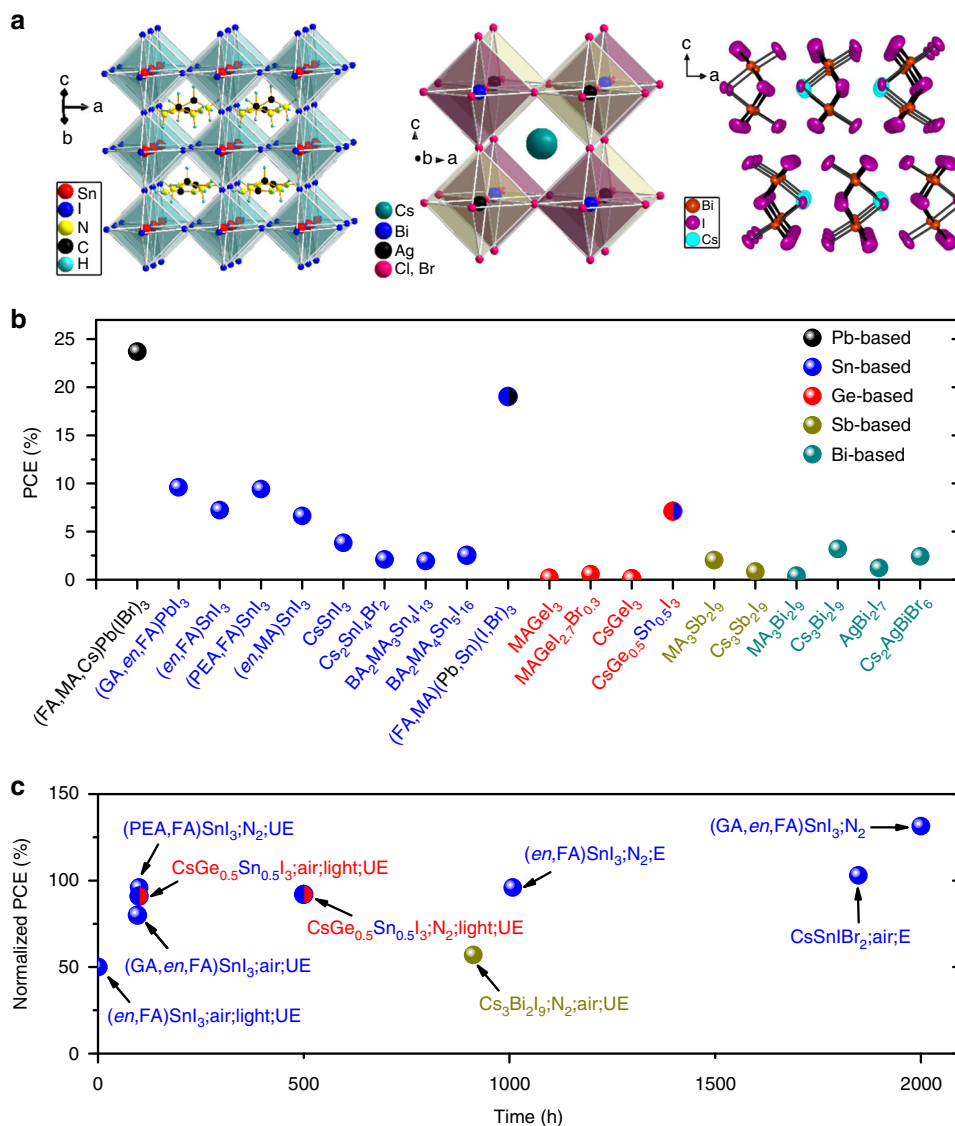 a
c
a
b
Sn
I
N
C
H
c
b a
Cs
Bi
Ag
Cl, Br
c
a
Bi
I
Cs
b
PCE (%)
25
20
15
10
5
0
Pb-based
Sn-based
Ge-based
Sb-based
Bi-based
(FA,MA,Cs)Pb(IBr)₃
(GA,en,FA)PbI₃
(en,FA)SnI₃
(PEA,FA)SnI₃
(en,MA)SnI₃
CsSnI₃
Cs₂SnI₄Br₂
BA₂MA₃Sn₄I₁₃
BA₂MA₄Sn₅I₁₆
(FA,MA)(Pb,Sn)(I,Br)₃
MAGeI₃
MAGeI₂.₇Br₀.₃
CsGeI₃
CsGe₀.₅Sn₀.₅I₃
MA₃Sb₂I₉
Cs₃Sb₂I₉
MA₃Bi₂I₉
Cs₃Bi₂I₉
AgBi₂I₇
Cs₂AgBiBr₆
c
Normalized PCE (%)
150
100
50
0
(PEA,FA)SnI₃;N₂;UE
CsGe₀.₅Sn₀.₅I₃;air;light;UE
(GA,en,FA)SnI₃;air;UE
(en,FA)SnI₃;air;light;UE
CsGe₀.₅Sn₀.₅I₃;N₂;light;UE
Cs₃Bi₂I₉;N₂,air;UE
(en,FA)SnI₃;N₂;E
(GA,en,FA)SnI₃;N₂
CsSnIBr₂;air;E
0 500 1000 1500 2000
Time (h)